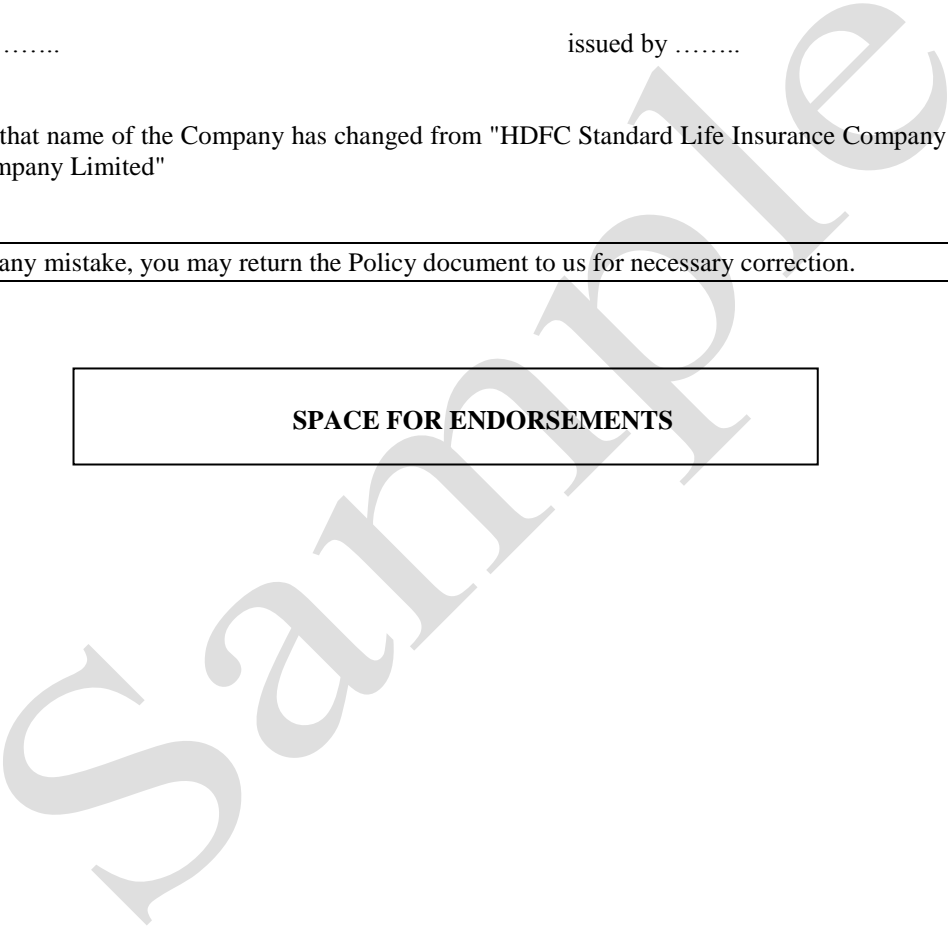 …….. issued by ……..
that name of the Company has changed from "HDFC Standard Life Insurance Company
mpany Limited"
any mistake, you may return the Policy document to us for necessary correction.
SPACE FOR ENDORSEMENTS
Sample